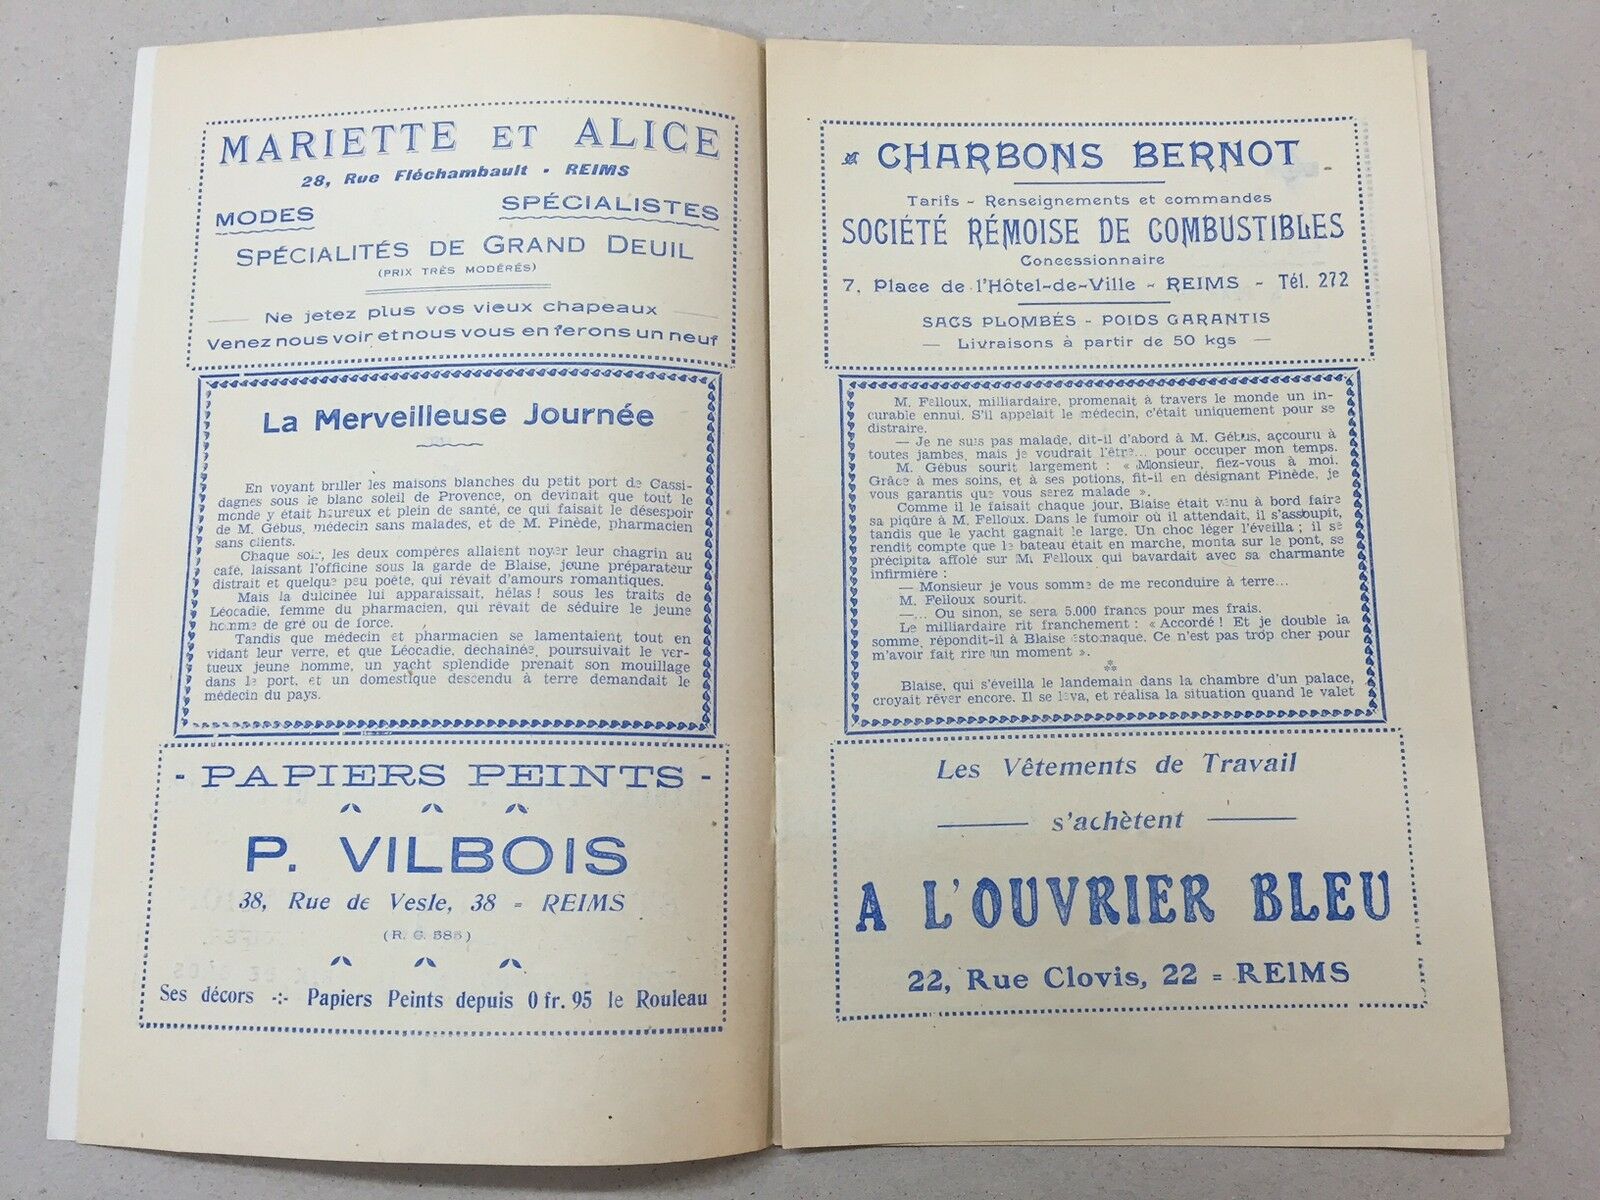 MARIETTE ET ALICE
28, Rue Fléchambault - REIMS
MODES SPÉCIALISTES
SPÉCIALITÉS DE GRAND DEUIL
(PRIX TRÈS MODÉRÉS)
Ne jetez plus vos vieux chapeaux
Venez nous voir et nous vous en ferons un neuf
La Merveilleuse Journée
En voyant briller les maisons blanches du petit port de Cassi-
dagnes sous le blanc soleil de Provence, on devinait que tout le
monde y était heureux et plein de santé, ce qui faisait le désespoir
de M. Gébus, médecin sans malades, et de M. Pinède, pharmacien
sans clients.
Chaque soir, les deux compères allaient noyer leur chagrin au
café, laissant l'officine sous la garde de Blaise, jeune préparateur
distrait et quelque peu poète, qui rêvait d'amours romantiques.
Mais la dulcinée lui apparaissait, hélas! sous les traits de
Léocadie, femme du pharmacien, qui rêvait de séduire le jeune
homme de gré ou de force.
Tandis que médecin et pharmacien se lamentaient tout en
vidant leur verre, et que Léocadie, déchaînée, poursuivait le ver-
tueux jeune homme, un yacht splendide prenait son mouillage
dans le port, et un domestique descendu à terre demandait le
médecin du pays.
- PAPIERS PEINTS -
P. VILBOIS
38, Rue de Vesle, 38 = REIMS
(R. C. 585)
Ses décors -:- Papiers Peints depuis 0 fr. 95 le Rouleau
CHARBONS BERNOT
Tarifs - Renseignements et commandes
SOCIÉTÉ RÉMOISE DE COMBUSTIBLES
Concessionnaire
7, Place de l'Hôtel-de-Ville - REIMS - Tél. 272
SACS PLOMBÉS - POIDS GARANTIS
— Livraisons à partir de 50 kgs —
M. Felloux, milliardaire, promenait à travers le monde un in-
curable ennui. S'il appelait le médecin, c'était uniquement pour se
distraire.
— Je ne suis pas malade, dit-il d'abord à M. Gébus, accouru à
toutes jambes, mais je voudrait l'être... pour occuper mon temps.
M. Gébus sourit largement : « Monsieur, fiez-vous à moi.
Grâce à mes soins, et à ses potions, fit-il en désignant Pinède, je
vous garantis que vous serez malade ».
Comme il le faisait chaque jour, Blaise était venu à bord faire
sa piqûre à M. Felloux. Dans le fumoir où il attendait, il s'assoupit,
tandis que le yacht gagnait le large. Un choc léger l'éveilla ; il se
rendit compte que le bateau était en marche, monta sur le pont, se
précipita affolé sur M. Felloux qui bavardait avec sa charmante
infirmière :
— Monsieur je vous somme de me reconduire à terre...
M. Felloux sourit.
—... Ou sinon, se sera 5.000 francs pour mes frais.
Le milliardaire rit franchement : « Accordé! Et je double la
somme, répondit-il à Blaise estomaque. Ce n'est pas trop cher pour
m'avoir fait rire un moment ».
⁂
Blaise, qui s'éveilla le landemain dans la chambre d'un palace,
croyait rêver encore. Il se leva, et réalisa la situation quand le valet
Les Vêtements de Travail
s'achètent
A L'OUVRIER BLEU
22, Rue Clovis, 22 = REIMS